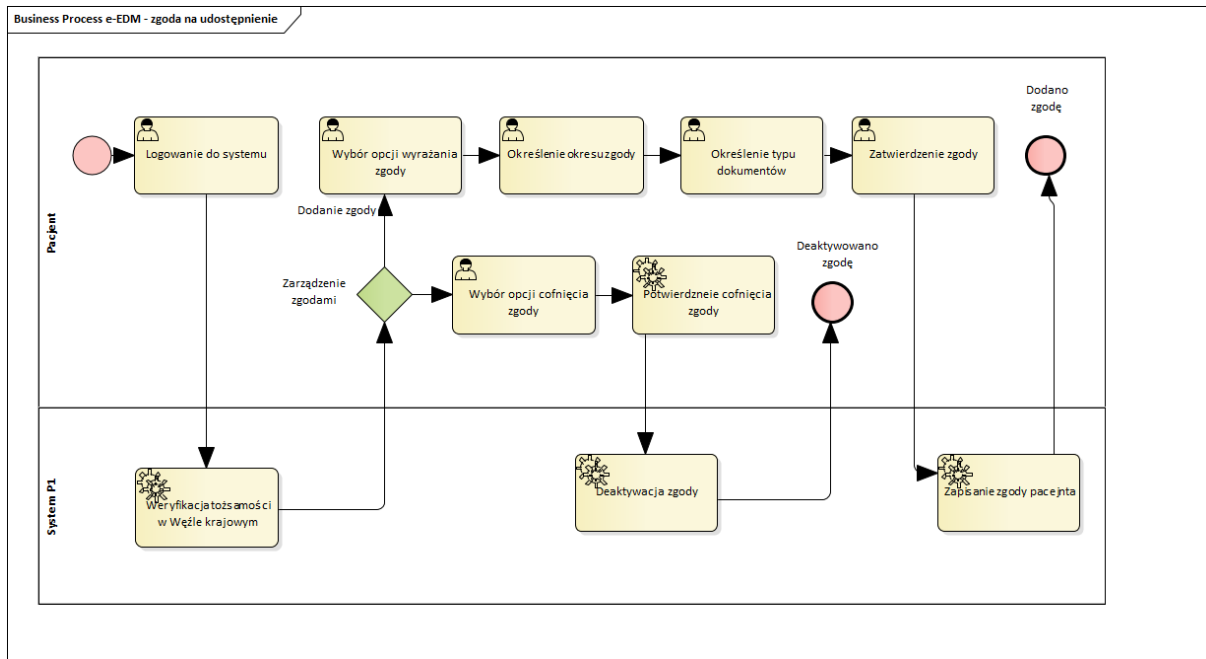 Business Process e-EDM - zgoda na udostępnienie
Dodano
zgodę
Logowanie do systemu
Wybór opcji wyrażania
zgody
Określenie okresu zgody
Określenie typu
dokumentów
Zatwierdzenie zgody
Dodanie zgody
Pacjent
Deaktywowano
zgodę
Zarządzenie
zgodami
Wybór opcji cofnięcia
zgody
Potwierdzneie cofnięcia
zgody
System P1
Weryfikacja tożsamości
w Węźle krajowym
Deaktywacja zgody
Zapisanie zgody pacejnta